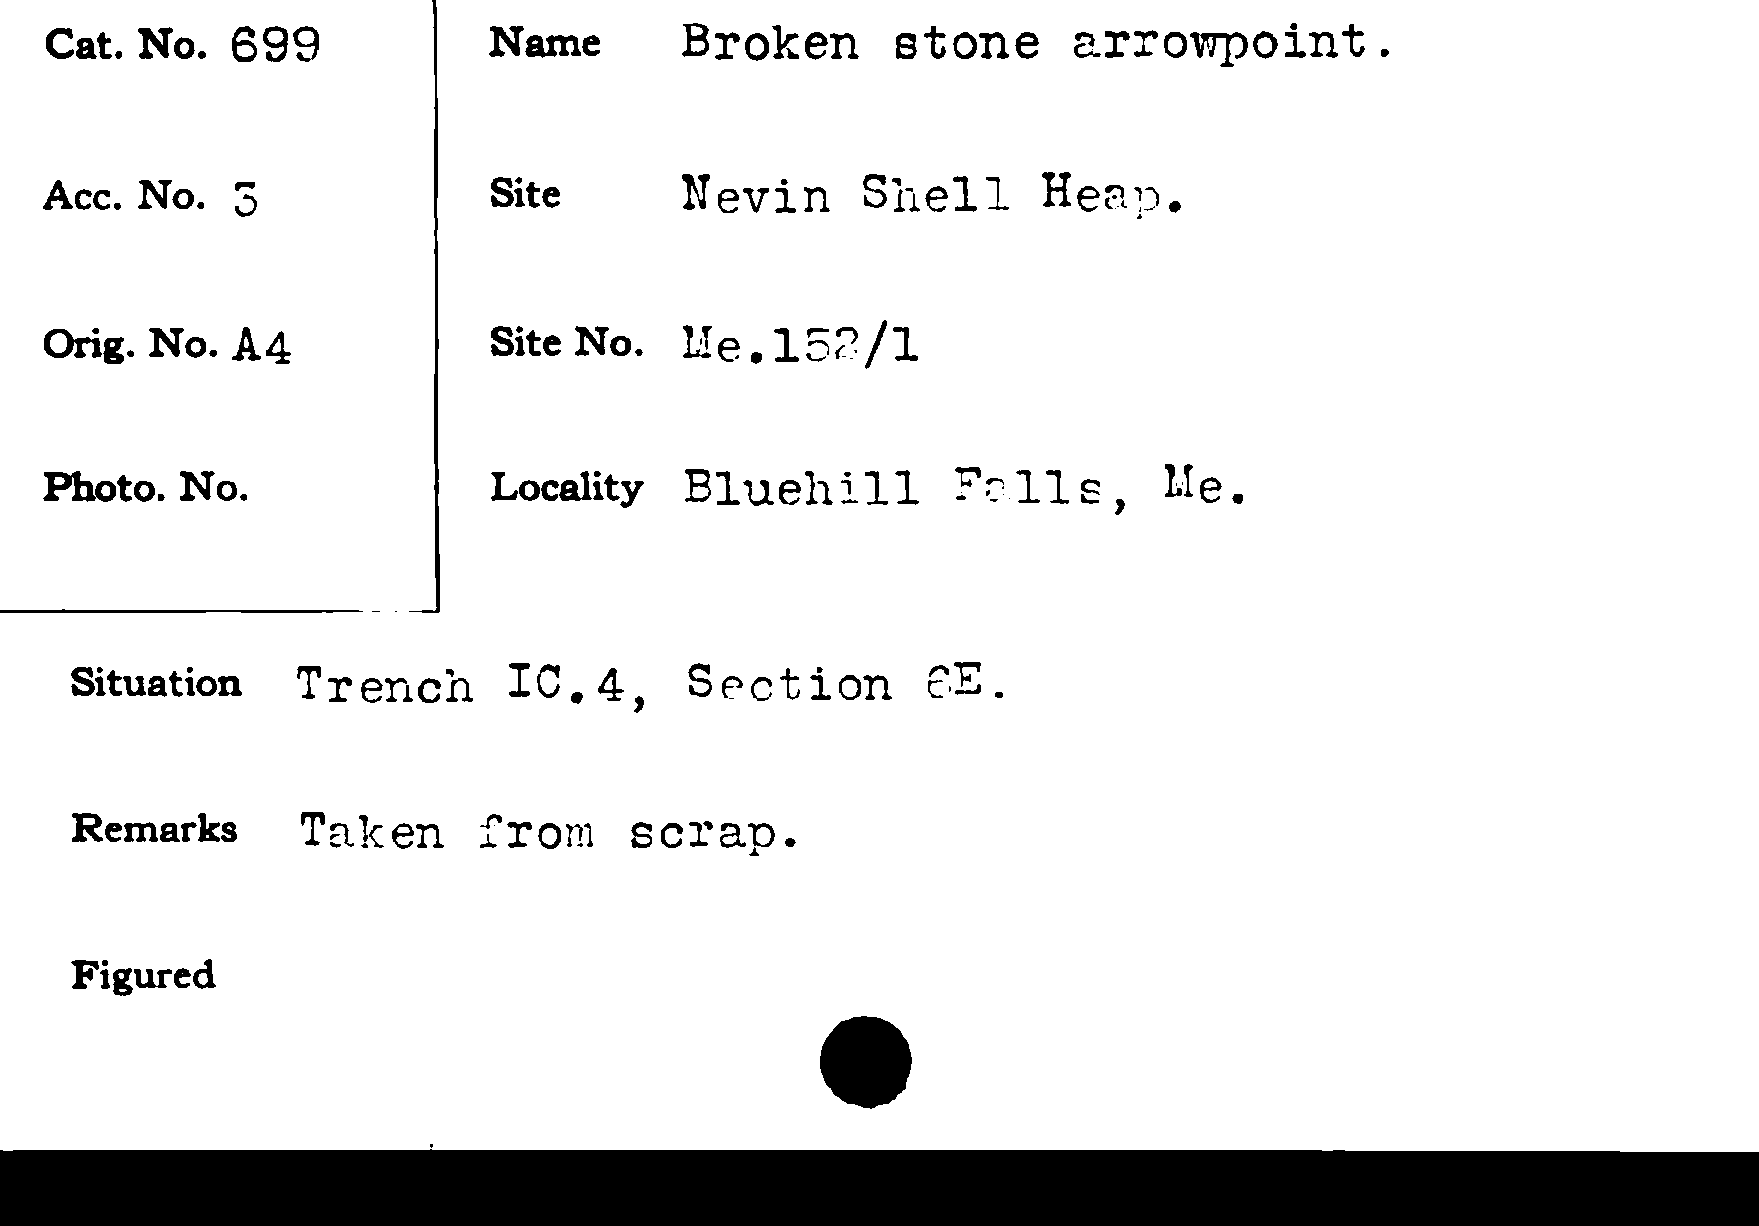 Cat. No. 699
Name Broken stone arrowpoint.
Acc. No. 3
Site Nevin Shell Heap.
Orig. No. A4
Site No. Me.152/1
Photo. No.
Locality Bluehill Falls, Me.
Situation Trench IC.4, Section 6E.
Remarks Taken from scrap.
Figured